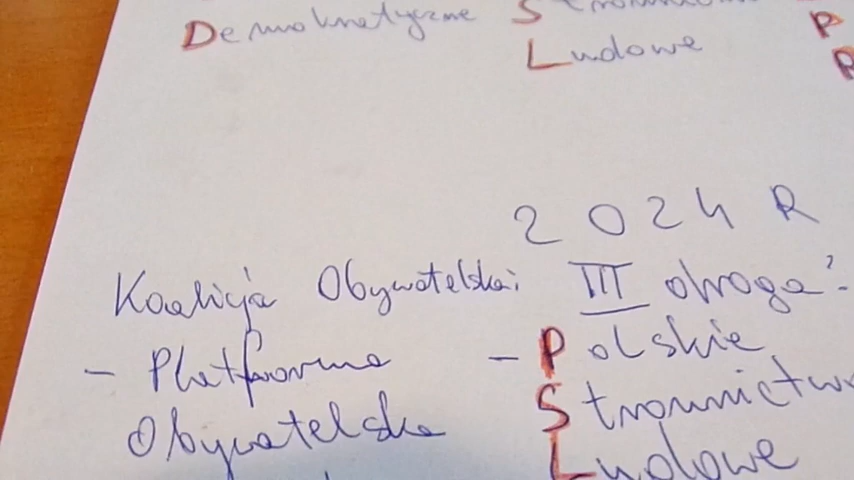 Demokratyczne
S
Ludowe
P
P
2024 R
Koalicja Obywatelska:
III droga:
- Platforma
Obywatelska
- Polskie
Stronnictwo
Ludowe